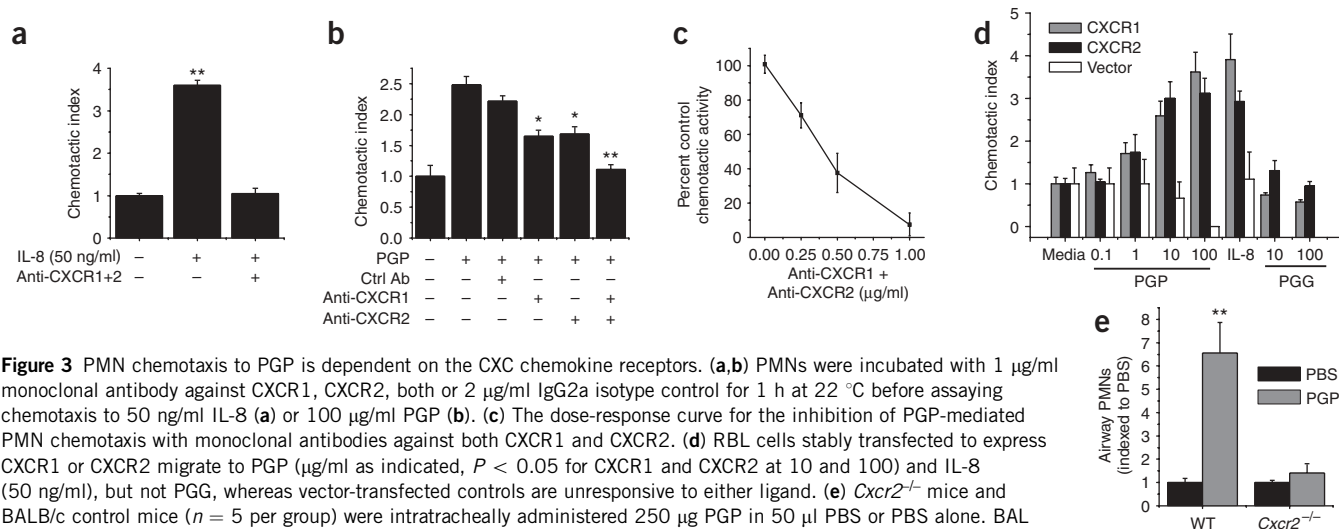 a
Chemotactic index
4
3
2
1
0
**
IL-8 (50 ng/ml) – + +
Anti-CXCR1+2 – – +
b
Chemotactic index
2.5
2.0
1.5
1.0
0.5
0.0
*
*
**
PGP – + + + + +
Ctrl Ab – – + – – –
Anti-CXCR1 – – – + – +
Anti-CXCR2 – – – – + +
c
Percent control
chemotactic activity
100
80
60
40
20
0
0.00 0.25 0.50 0.75 1.00
Anti-CXCR1 +
Anti-CXCR2 (μg/ml)
d
Chemotactic index
5
4
3
2
1
0
CXCR1
CXCR2
Vector
Media 0.1 1 10 100 IL-8 10 100
PGP PGG
e
Airway PMNs
(indexed to PBS)
8
7
6
5
4
3
2
1
0
**
PBS
PGP
WT Cxcr2–/–
Figure 3 PMN chemotaxis to PGP is dependent on the CXC chemokine receptors. (a,b) PMNs were incubated with 1 μg/ml
monoclonal antibody against CXCR1, CXCR2, both or 2 μg/ml IgG2a isotype control for 1 h at 22 °C before assaying
chemotaxis to 50 ng/ml IL-8 (a) or 100 μg/ml PGP (b). (c) The dose-response curve for the inhibition of PGP-mediated
PMN chemotaxis with monoclonal antibodies against both CXCR1 and CXCR2. (d) RBL cells stably transfected to express
CXCR1 or CXCR2 migrate to PGP (μg/ml as indicated, P < 0.05 for CXCR1 and CXCR2 at 10 and 100) and IL-8
(50 ng/ml), but not PGG, whereas vector-transfected controls are unresponsive to either ligand. (e) Cxcr2–/– mice and
BALB/c control mice (n = 5 per group) were intratracheally administered 250 μg PGP in 50 μl PBS or PBS alone. BAL